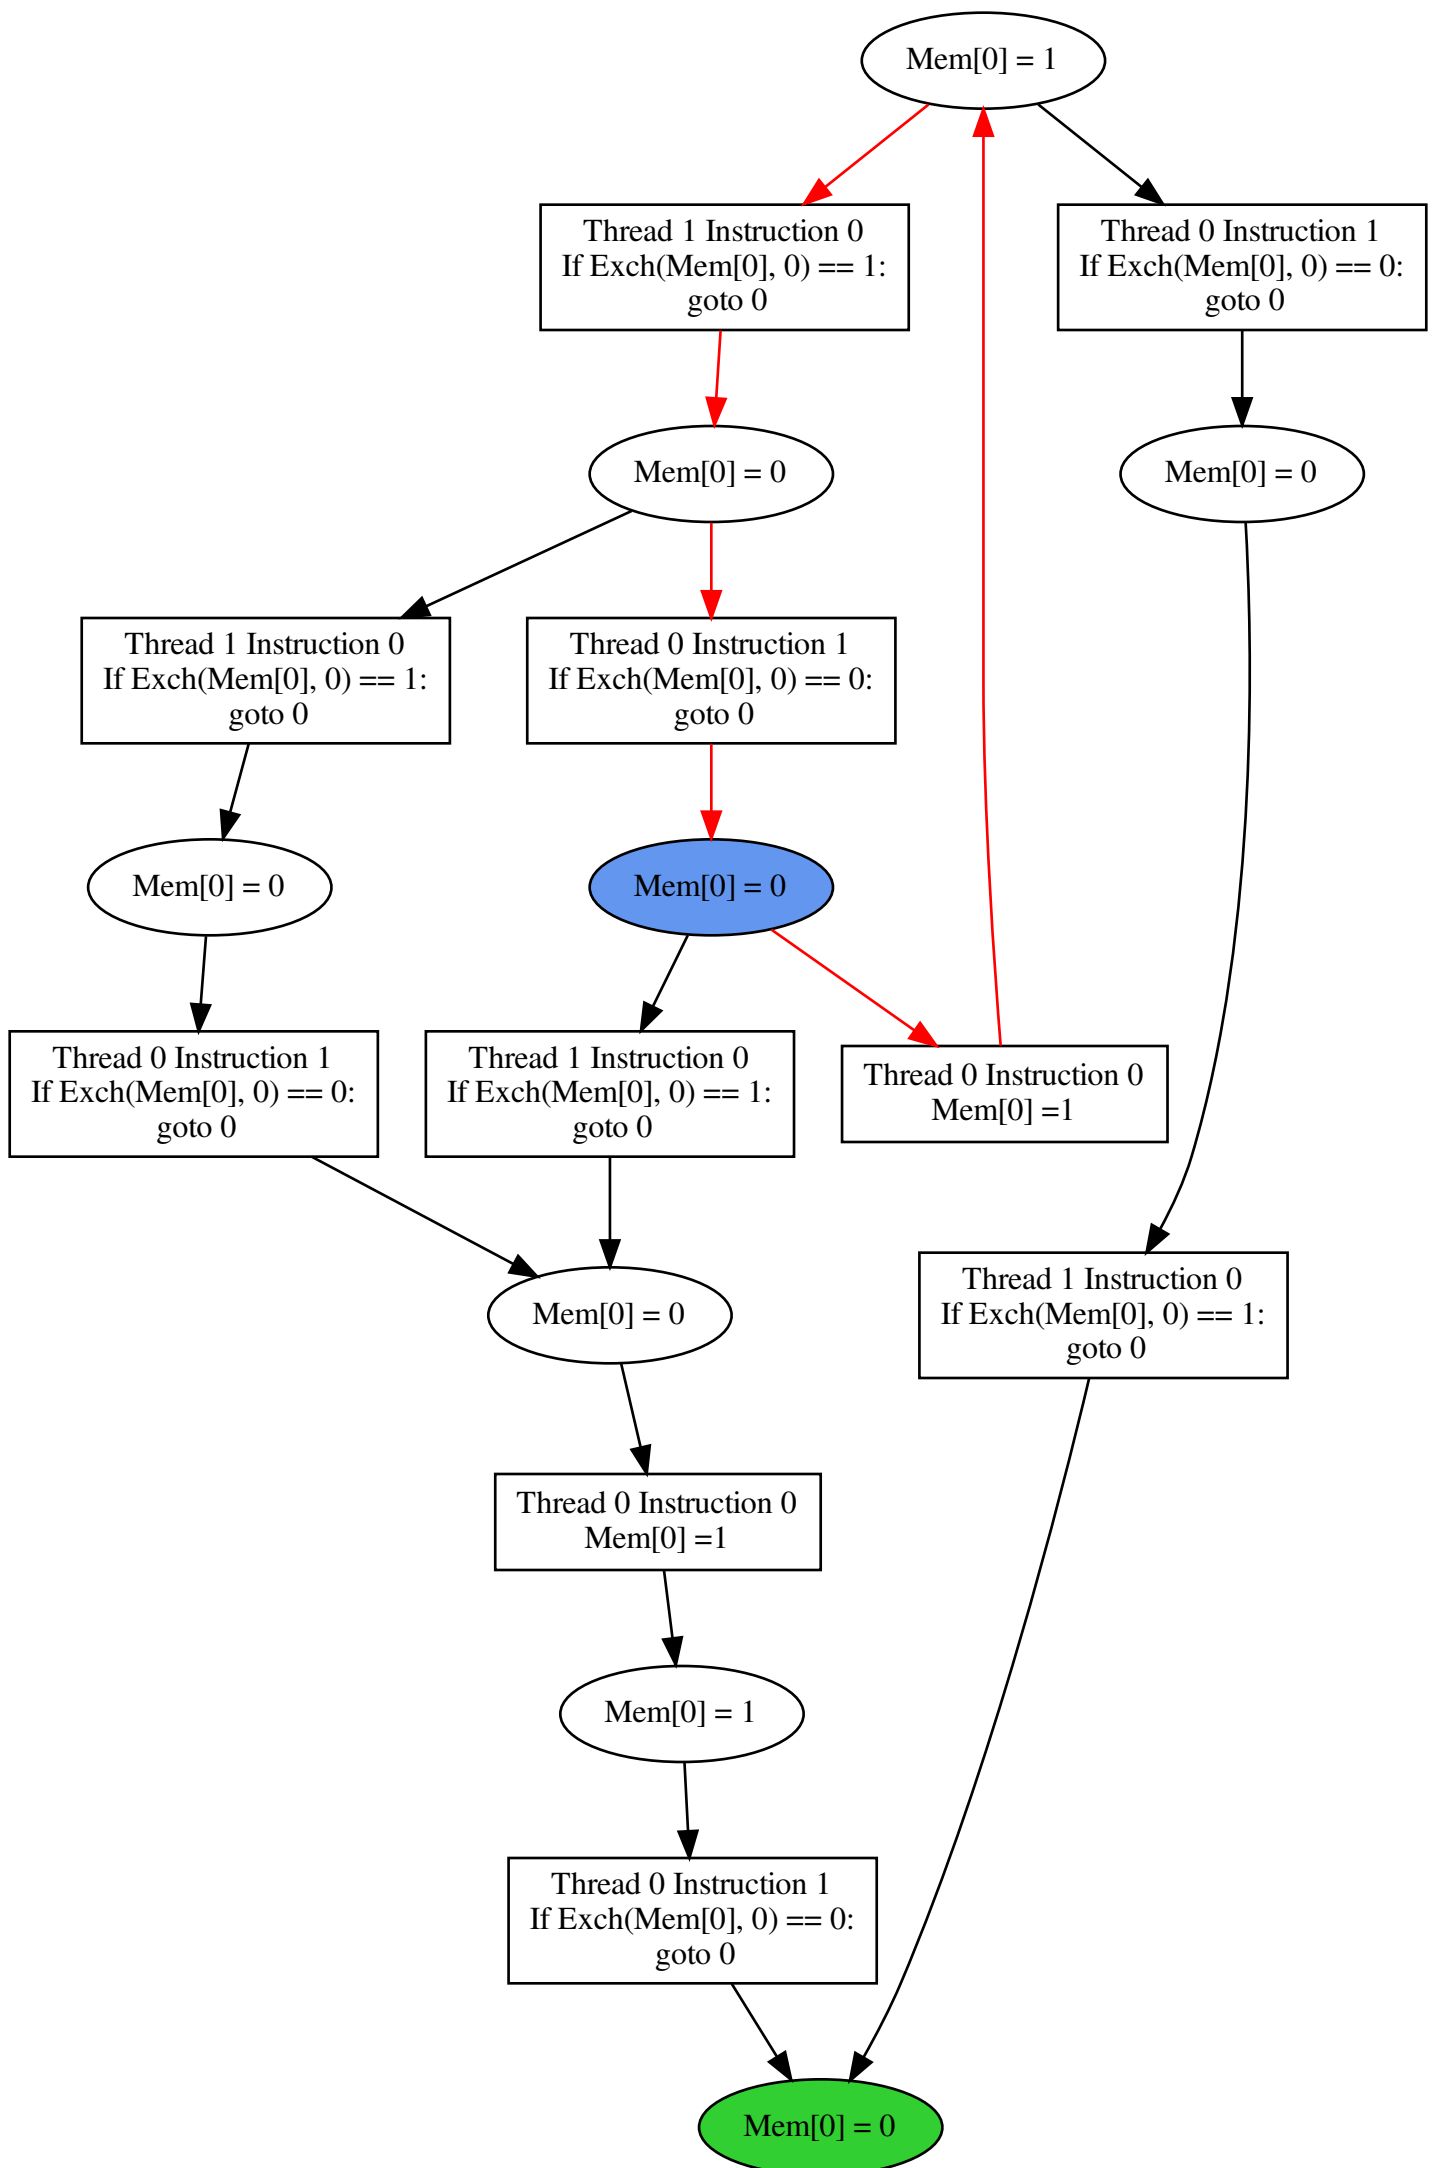 Mem[0] = 1
Thread 1 Instruction 0
If Exch(Mem[0], 0) == 1:
goto 0
Thread 0 Instruction 1
If Exch(Mem[0], 0) == 0:
goto 0
Mem[0] = 0
Mem[0] = 0
Thread 1 Instruction 0
If Exch(Mem[0], 0) == 1:
goto 0
Thread 0 Instruction 1
If Exch(Mem[0], 0) == 0:
goto 0
Mem[0] = 0
Mem[0] = 0
Thread 0 Instruction 1
If Exch(Mem[0], 0) == 0:
goto 0
Thread 1 Instruction 0
If Exch(Mem[0], 0) == 1:
goto 0
Thread 0 Instruction 0
Mem[0] =1
Mem[0] = 0
Thread 1 Instruction 0
If Exch(Mem[0], 0) == 1:
goto 0
Thread 0 Instruction 0
Mem[0] =1
Mem[0] = 1
Thread 0 Instruction 1
If Exch(Mem[0], 0) == 0:
goto 0
Mem[0] = 0